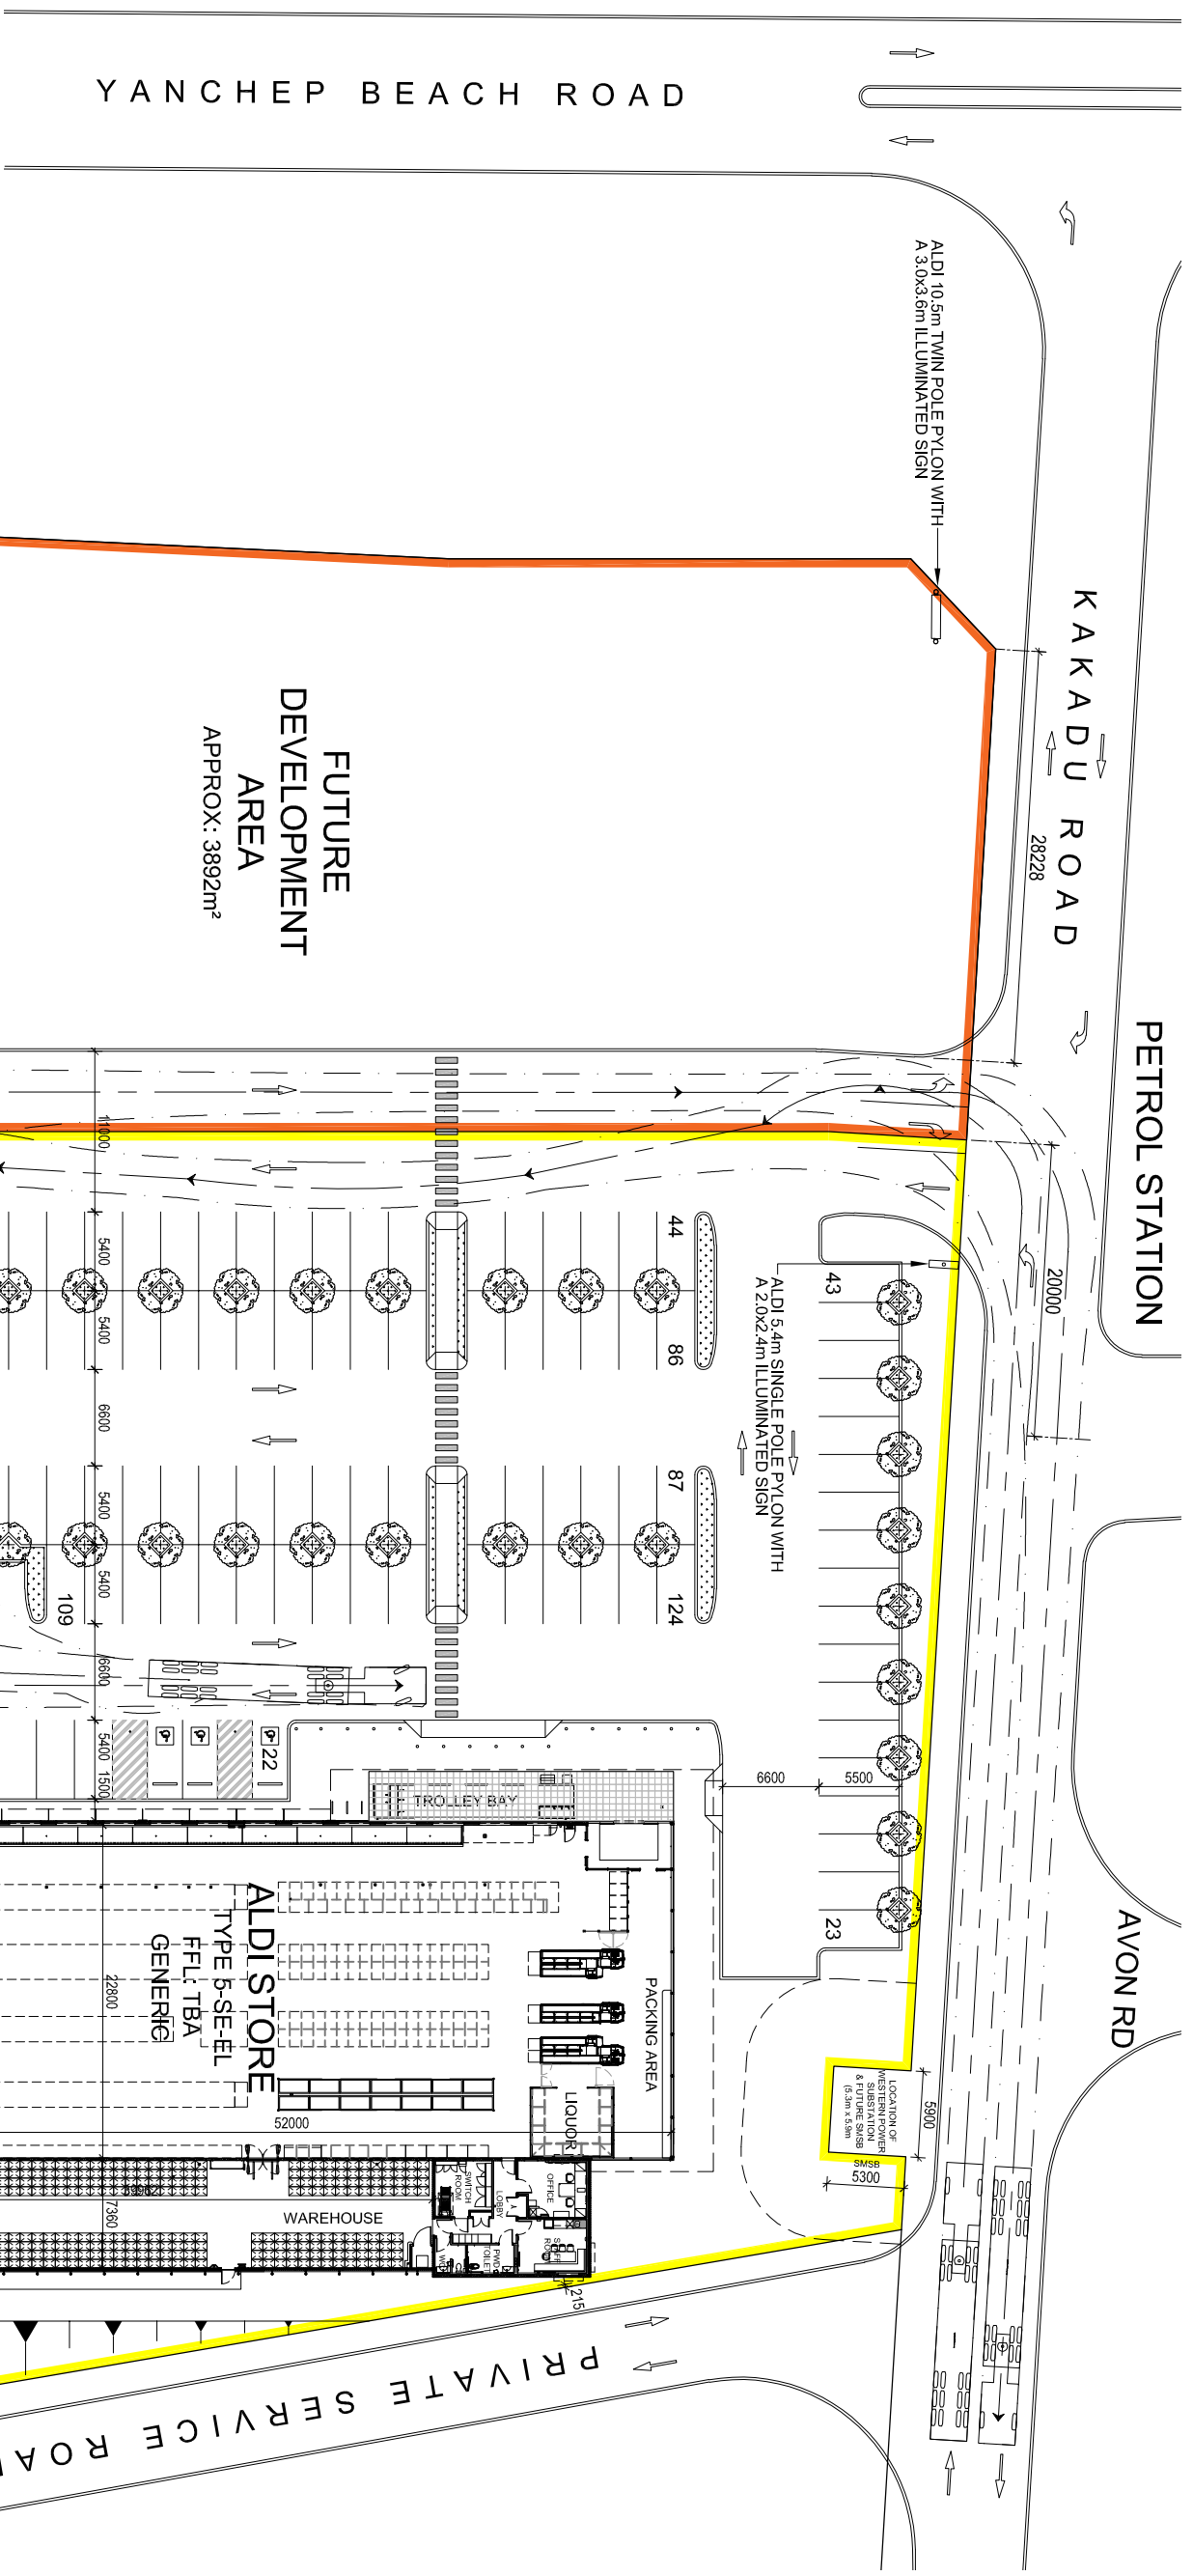 YANCHEP BEACH ROAD
ALDI 10.5m TWIN POLE PYLON WITH
A 3.0x3.6m ILLUMINATED SIGN
KAKADU ROAD
28228
PETROL STATION
FUTURE
DEVELOPMENT
AREA
APPROX: 3892m²
20000
11000
5400
5400
6600
5400
5400
6600
5400
1500
44
86
87
124
109
43
23
22
ALDI 5.4m SINGLE POLE PYLON WITH
A 2.0x2.4m ILLUMINATED SIGN
6600
5500
TROLLEY BAY
ALDI STORE
TYPE 5-SE-EL
FFL: TBA
GENERIC
22800
52000
PACKING AREA
LIQUOR
AVON RD
LOCATION OF
WESTERN POWER
SUBSTATION
& FUTURE SMSB
(5.3m x 5.9m
5900
SMSB
5300
OFFICE
LOBBY
SWITCH
ROOM
STAFF
ROOM
PWD
TOILET
WAREHOUSE
7360
215
PRIVATE SERVICE ROA